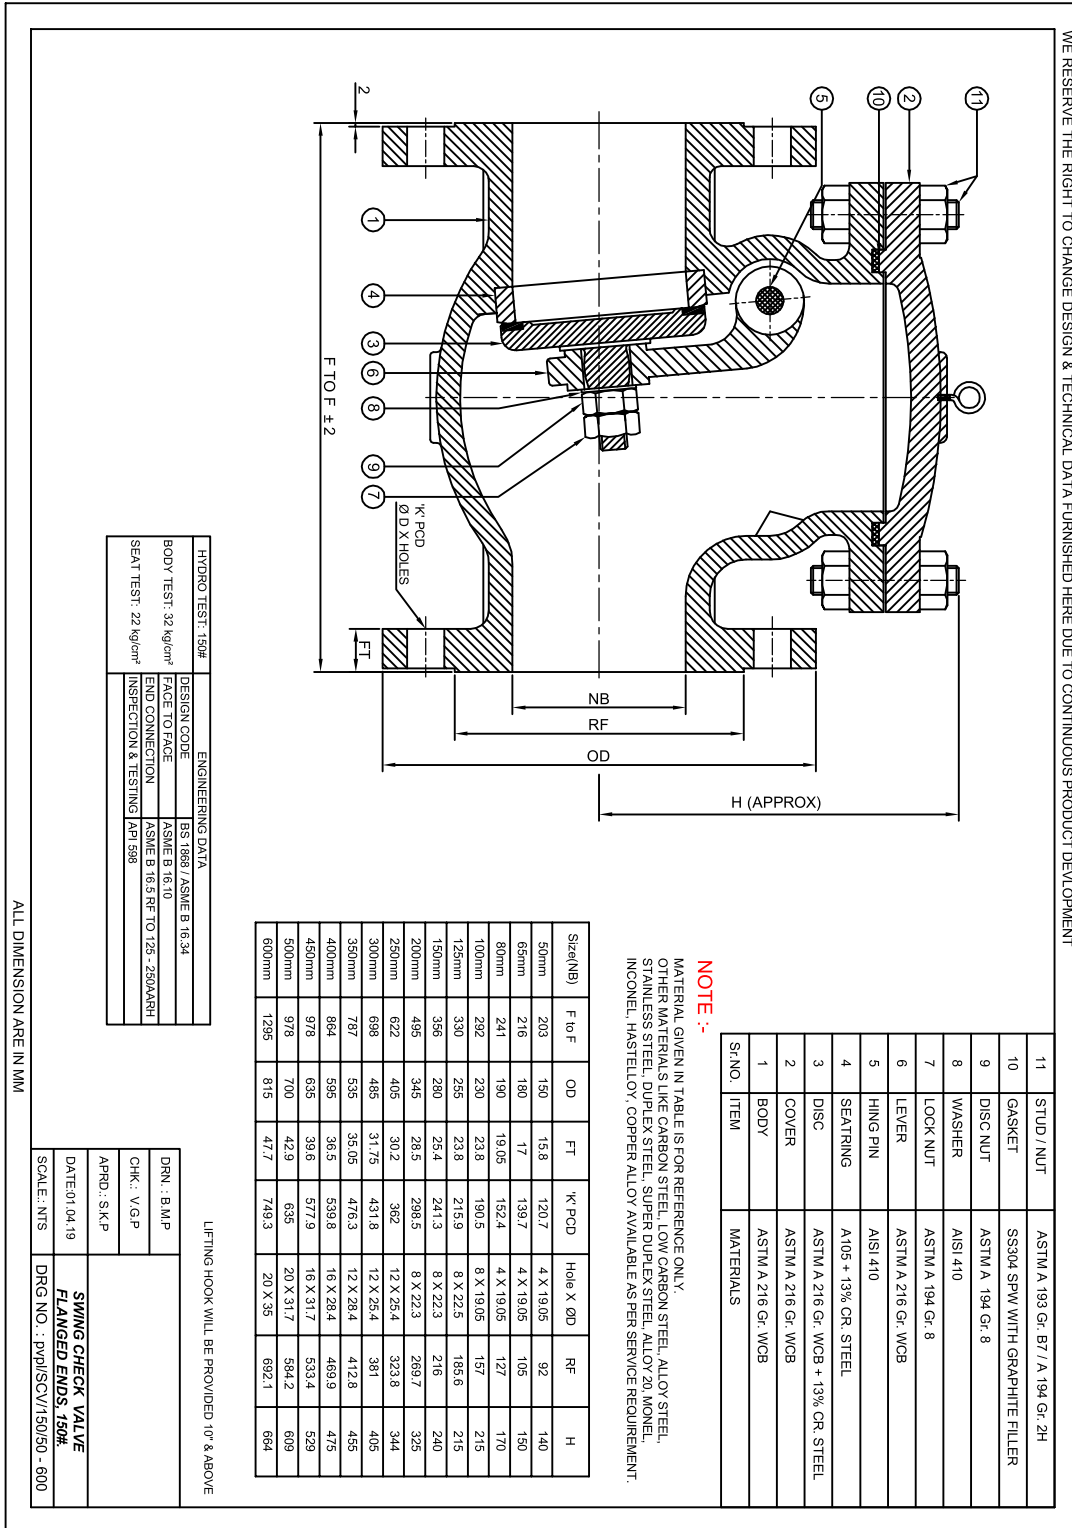 WE RESERVE THE RIGHT TO CHANGE DESIGN & TECHNICAL DATA FURNISHED HERE DUE TO CONTINUOUS PRODUCT DEVLOPMENT
11
2
10
5
2
1
4
3
6
8
9
7
F TO F ± 2
'K' PCD
Ø D X HOLES
FT
NB
RF
OD
H (APPROX)
11 STUD / NUT ASTM A 193 Gr. B7 / A 194 Gr. 2H
10 GASKET SS304 SPW WITH GRAPHITE FILLER
9 DISC NUT ASTM A 194 Gr. 8
8 WASHER AISI 410
7 LOCK NUT ASTM A 194 Gr. 8
6 LEVER ASTM A 216 Gr. WCB
5 HING PIN AISI 410
4 SEATRING A105 + 13% CR. STEEL
3 DISC ASTM A 216 Gr. WCB + 13% CR. STEEL
2 COVER ASTM A 216 Gr. WCB
1 BODY ASTM A 216 Gr. WCB
Sr.NO. ITEM MATERIALS
NOTE :-
MATERIAL GIVEN IN TABLE IS FOR REFERENCE ONLY.
OTHER MATERIALS LIKE CARBON STEEL, LOW CARBON STEEL, ALLOY STEEL,
STAINLESS STEEL, DUPLEX STEEL, SUPER DUPLEX STEEL, ALLOY 20, MONEL,
INCONEL, HASTELLOY, COPPER ALLOY AVAILABLE AS PER SERVICE REQUIREMENT.
Size(NB) F to F OD FT 'K' PCD Hole X ØD RF H
50mm 203 150 15.8 120.7 4 X 19.05 92 140
65mm 216 180 17 139.7 4 X 19.05 105 150
80mm 241 190 19.05 152.4 4 X 19.05 127 170
100mm 292 230 23.8 190.5 8 X 19.05 157 215
125mm 330 255 23.8 215.9 8 X 22.5 185.6 215
150mm 356 280 25.4 241.3 8 X 22.3 216 240
200mm 495 345 28.5 298.5 8 X 22.3 269.7 325
250mm 622 405 30.2 362 12 X 25.4 323.8 344
300mm 698 485 31.75 431.8 12 X 25.4 381 405
350mm 787 535 35.05 476.3 12 X 28.4 412.8 455
400mm 864 595 36.5 539.8 16 X 28.4 469.9 475
450mm 978 635 39.6 577.9 16 X 31.7 533.4 529
500mm 978 700 42.9 635 20 X 31.7 584.2 609
600mm 1295 815 47.7 749.3 20 X 35 692.1 664
HYDRO TEST: 150#
BODY TEST: 32 kg/cm²
SEAT TEST: 22 kg/cm²
ENGINEERING DATA
DESIGN CODE BS 1868 / ASME B 16.34
FACE TO FACE ASME B 16.10
END CONNECTION ASME B 16.5 RF TO 125 - 250AARH
INSPECTION & TESTING API 598
LIFTING HOOK WILL BE PROVIDED 10" & ABOVE
DRN. : B.M.P
CHK.: V.G.P
APRD.: S.K.P
DATE:01.04.19
SCALE.: NTS
SWING CHECK VALVE
FLANGED ENDS, 150#.
DRG NO. : pvpl/SCV/150/50 - 600
ALL DIMENSION ARE IN MM